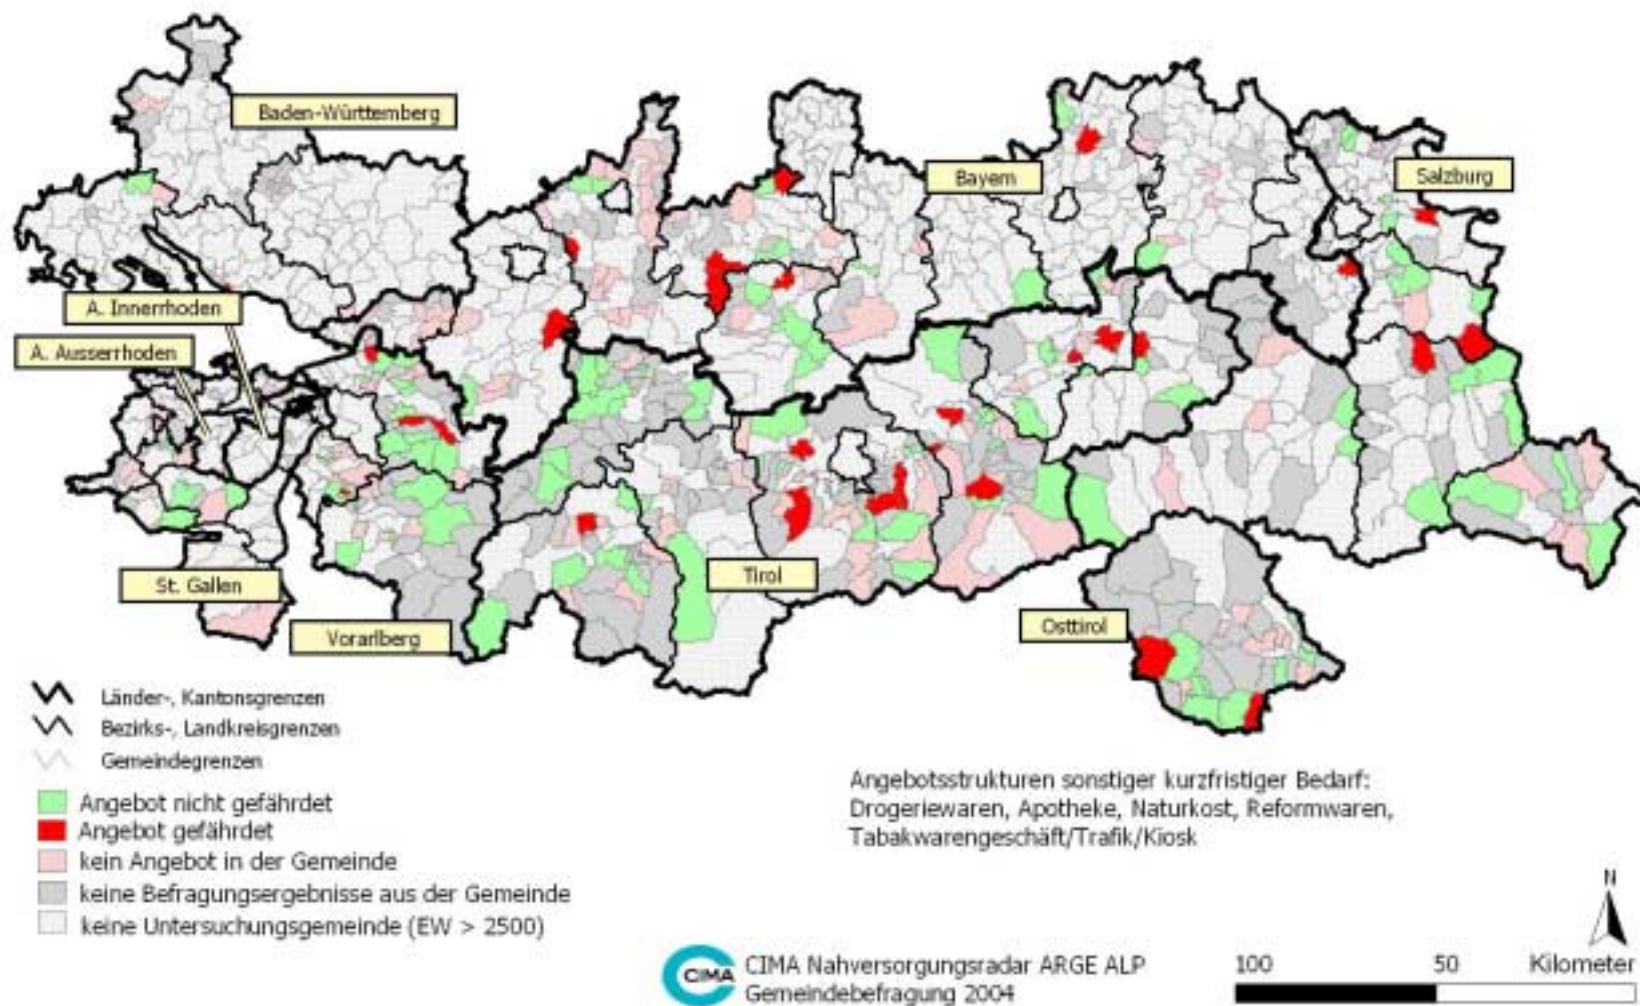 Baden-Württemberg
Bayern
Salzburg
A. Innerrhoden
A. Ausserrhoden
St. Gallen
Vorarlberg
Tirol
Osttirol
Länder-, Kantonsgrenzen
Bezirks-, Landkreisgrenzen
Gemeindegrenzen
Angebot nicht gefährdet
Angebot gefährdet
kein Angebot in der Gemeinde
keine Befragungsergebnisse aus der Gemeinde
keine Untersuchungsgemeinde (EW > 2500)
Angebotsstrukturen sonstiger kurzfristiger Bedarf:
Drogeriewaren, Apotheke, Naturkost, Reformwaren,
Tabakwarengeschäft/Trafik/Kiosk
N
CIMA
CIMA Nahversorgungsradar ARGE ALP
Gemeindebefragung 2004
100 50 Kilometer